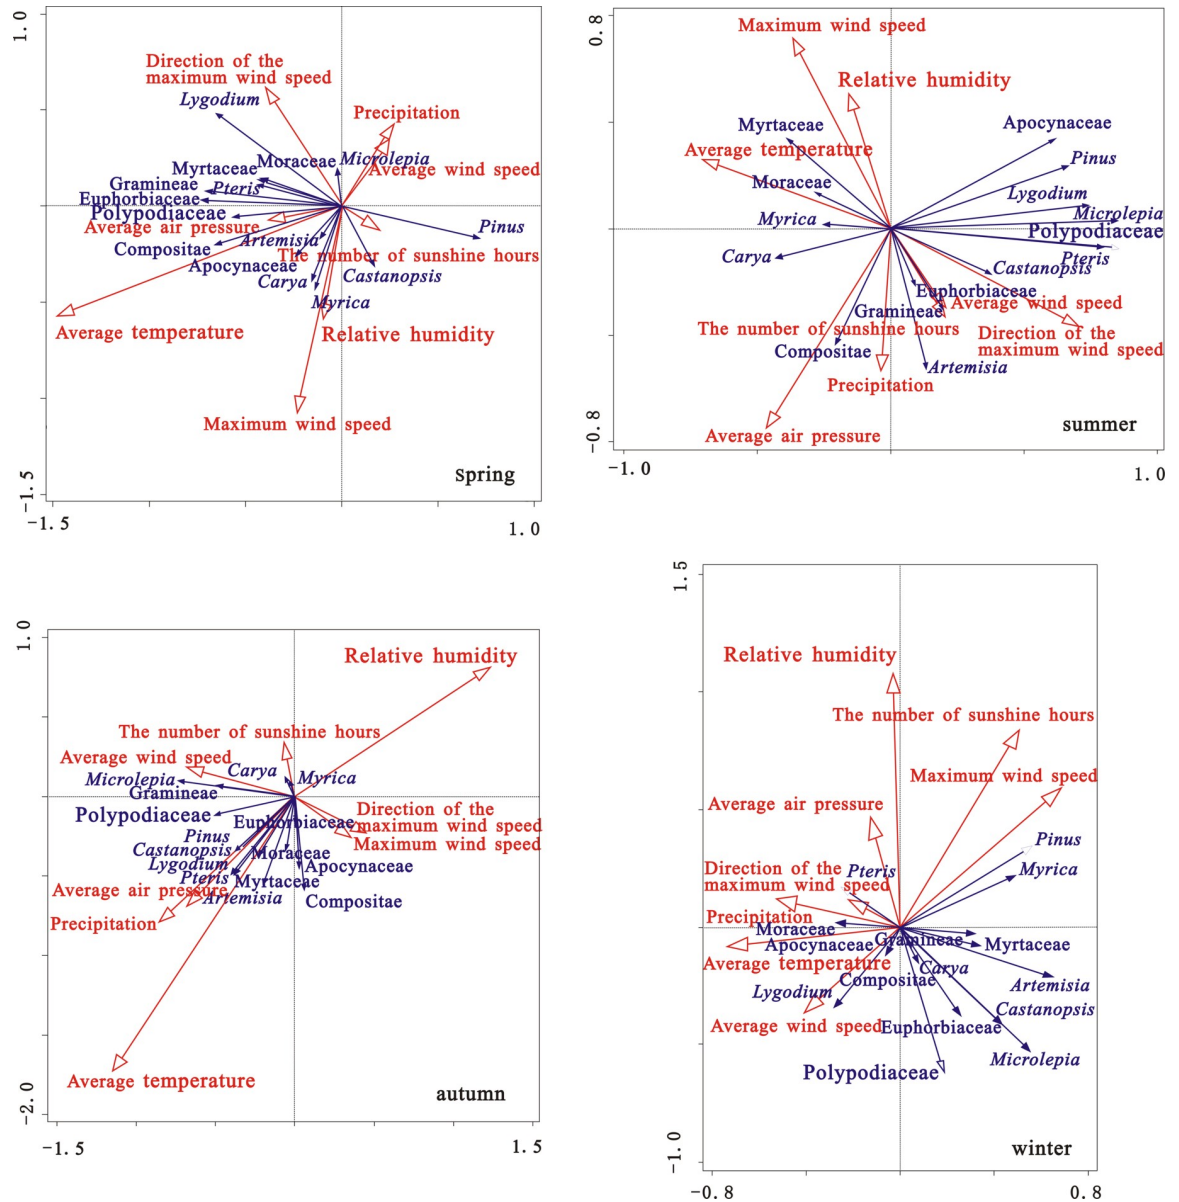 1.0
Direction of the
maximum wind speed
Lygodium
Precipitation
Moraceae
Microlepia
Myrtaceae
Average wind speed
Gramineae
Pteris
Euphorbiaceae
Polypodiaceae
Average air pressure
Pinus
Artemisia
Compositae
The number of sunshine hours
Apocynaceae
Carya
Castanopsis
Myrica
Average temperature
Relative humidity
Maximum wind speed
Spring
-1.5
-1.5
1.0
0.8
Maximum wind speed
Relative humidity
Myrtaceae
Apocynaceae
Average temperature
Pinus
Moraceae
Lygodium
Myrica
Microlepia
Polypodiaceae
Carya
Pteris
Castanopsis
Euphorbiaceae
Average wind speed
Gramineae
The number of sunshine hours
Direction of the
maximum wind speed
Compositae
Artemisia
Precipitation
Average air pressure
summer
-0.8
-1.0
1.0
1.0
Relative humidity
The number of sunshine hours
Average wind speed
Carya
Microlepia
Myrica
Gramineae
Polypodiaceae
Direction of the
maximum wind speed
Euphorbiaceae
Pinus
Maximum wind speed
Castanopsis
Moraceae
Lygodium
Apocynaceae
Pteris
Myrtaceae
Average air pressure
Artemisia
Compositae
Precipitation
Average temperature
autumn
-2.0
-1.5
1.5
1.5
Relative humidity
The number of sunshine hours
Maximum wind speed
Average air pressure
Pinus
Direction of the
maximum wind speed
Pteris
Myrica
Precipitation
Moraceae
Apocynaceae
Gramineae
Myrtaceae
Average temperature
Carya
Compositae
Artemisia
Lygodium
Castanopsis
Average wind speed
Euphorbiaceae
Microlepia
Polypodiaceae
winter
-1.0
-0.8
0.8